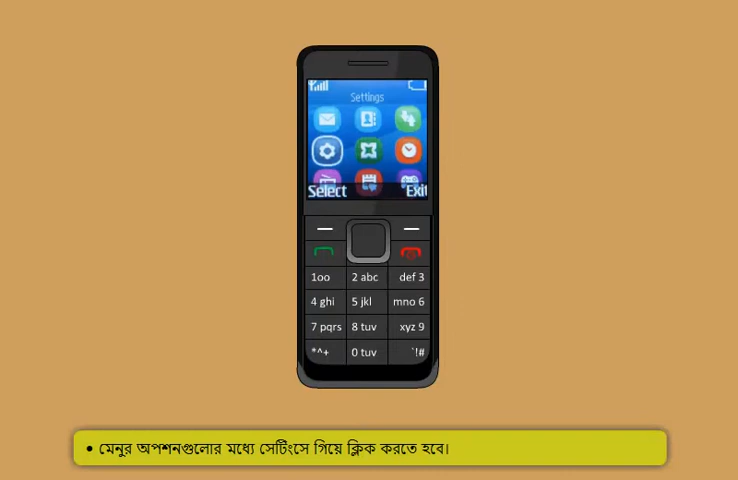 Settings
Select Exit
1oo 2 abc def 3
4 ghi 5 jkl mno 6
7 pqrs 8 tuv xyz 9
*^+ 0 tuv `!#
• মেনুর অপশনগুলোর মধ্যে সেটিংসে গিয়ে ক্লিক করতে হবে।